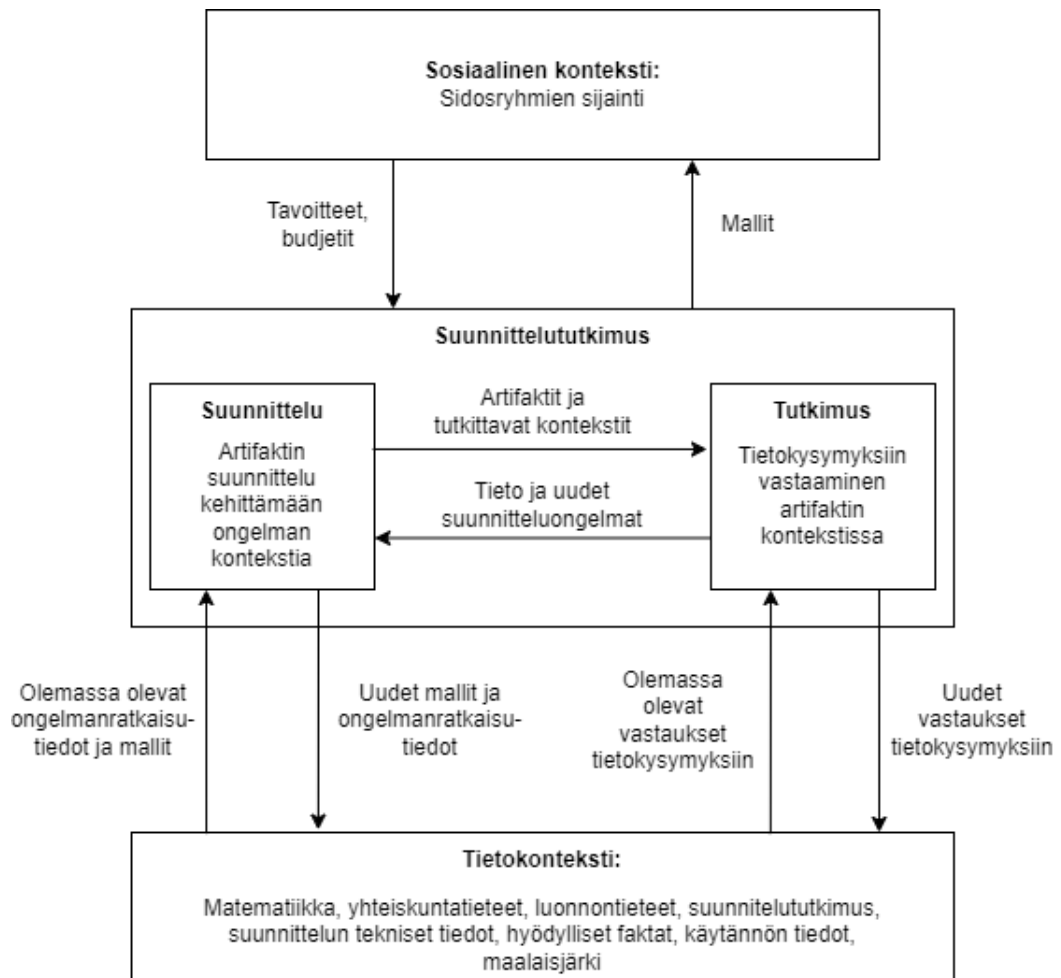 Sosiaalinen konteksti:
Sidosryhmien sijainti
Tavoitteet,
budjetit
Mallit
Suunnittelututkimus
Suunnittelu
Artifaktin
suunnittelu
kehittämään
ongelman
kontekstia
Artifaktit ja
tutkittavat kontekstit
Tieto ja uudet
suunnitteluongelmat
Tutkimus
Tietokysymyksiin
vastaaminen
artifaktin
kontekstissa
Olemassa olevat
ongelmanratkaisu-
tiedot ja mallit
Uudet mallit ja
ongelmanratkaisu-
tiedot
Olemassa
olevat
vastaukset
tietokysymyksiin
Uudet
vastaukset
tietokysymyksiin
Tietokonteksti:
Matematiikka, yhteiskuntatieteet, luonnontieteet, suunnitelututkimus,
suunnittelun tekniset tiedot, hyödylliset faktat, käytännön tiedot,
maalaisjärki